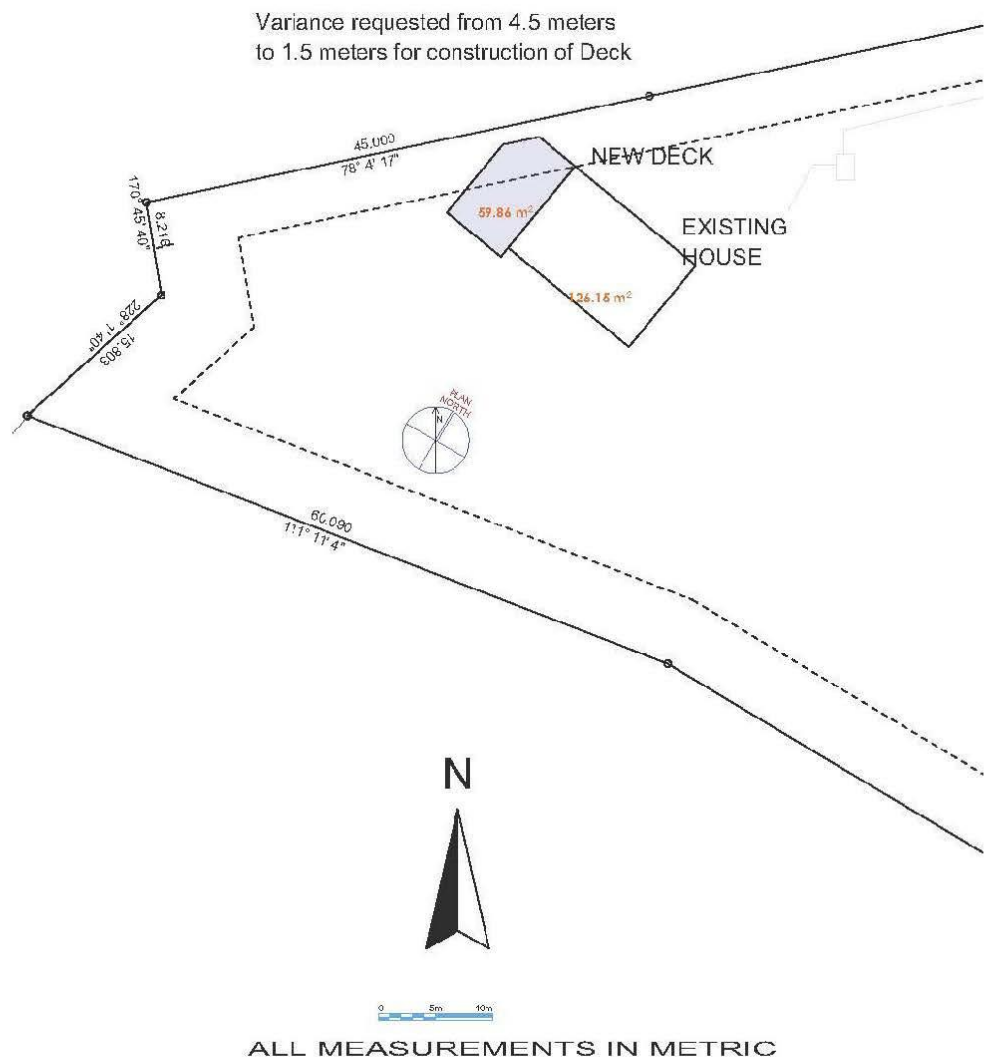 Variance requested from 4.5 meters
to 1.5 meters for construction of Deck
45.000
78° 4' 17"
NEW DECK
170° 45' 40"
8.216
59.86 m²
EXISTING
HOUSE
126.15 m²
228° 1' 40"
15.803
PLAN
NORTH
N
60.090
111° 11' 4"
N
0 5m 10m
ALL MEASUREMENTS IN METRIC